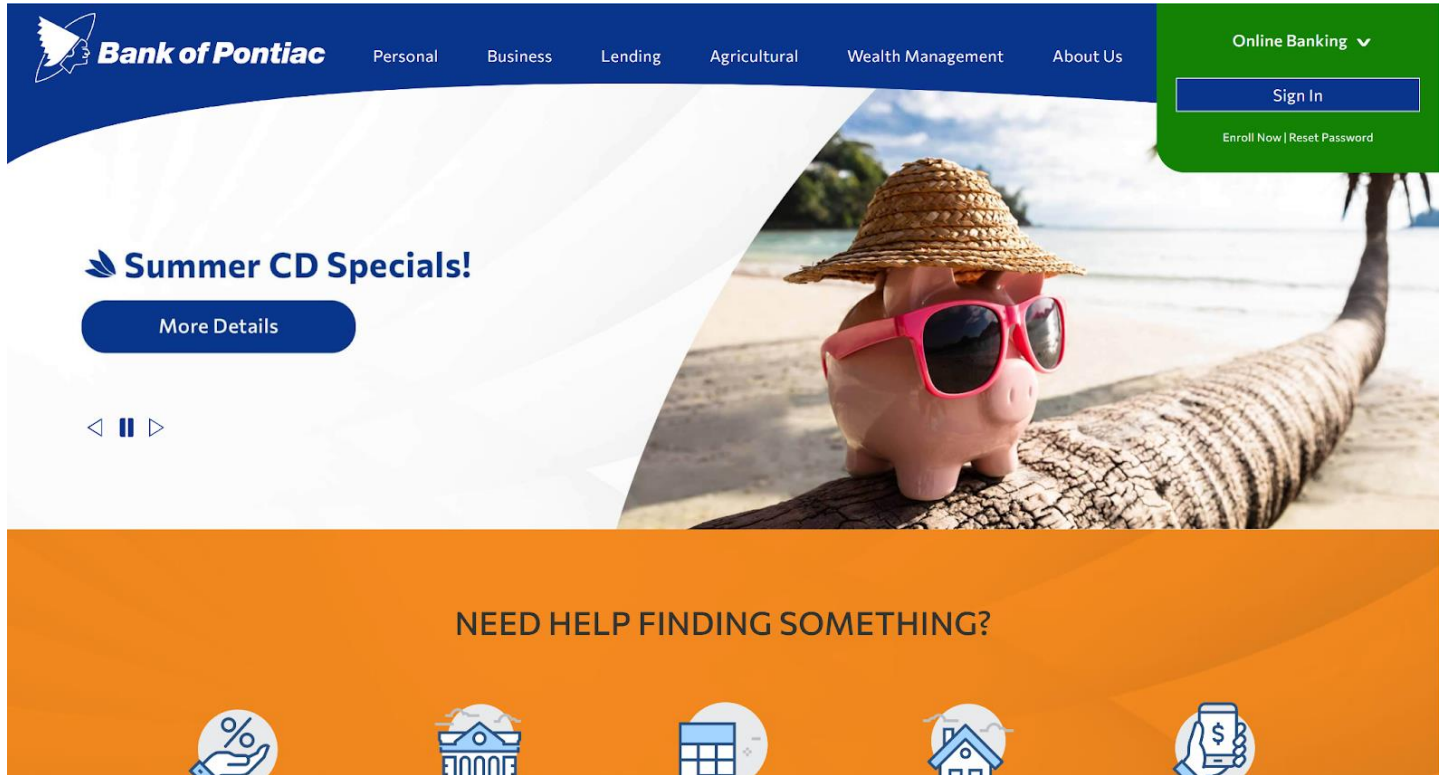 Bank of Pontiac
Personal
Business
Lending
Agricultural
Wealth Management
About Us
Online Banking
Sign In
Enroll Now | Reset Password
Summer CD Specials!
More Details
NEED HELP FINDING SOMETHING?
%
$